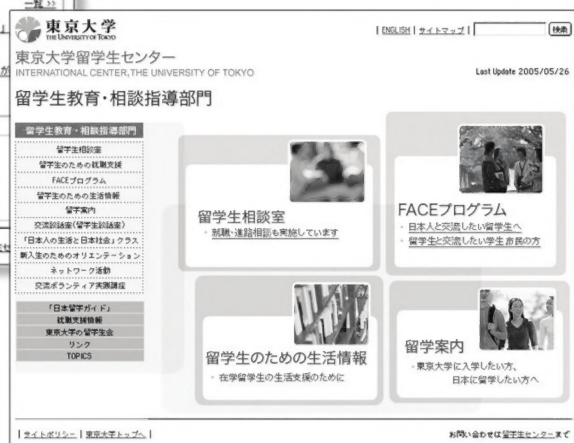 一覧 >>
東京大学
THE UNIVERSITY OF TOKYO
| ENGLISH | サイトマップ |
検索
東京大学留学生センター
INTERNATIONAL CENTER, THE UNIVERSITY OF TOKYO
Last Update 2005/05/26
留学生教育・相談指導部門
留学生教育・相談指導部門
留学生相談室
留学生のための就職支援
FACEプログラム
留学生のための生活情報
留学案内
交流談話室(留学生談話室)
「日本人の生活と日本社会」クラス
新入生のためのオリエンテーション
ネットワーク活動
交流ボランティア実践講座
「日本留学ガイド」
就職支援情報
東京大学の留学生会
リンク
TOPICS
留学生相談室
・就職・進路相談も実施しています
FACEプログラム
・日本人と交流したい留学生へ
・留学生と交流したい学生 市民の方
留学生のための生活情報
・在学留学生の生活支援のために
留学案内
・東京大学に入学したい方、
日本に留学したい方へ
| サイトポリシー | 東京大学トップへ |
お問い合わせは留学生センターまで